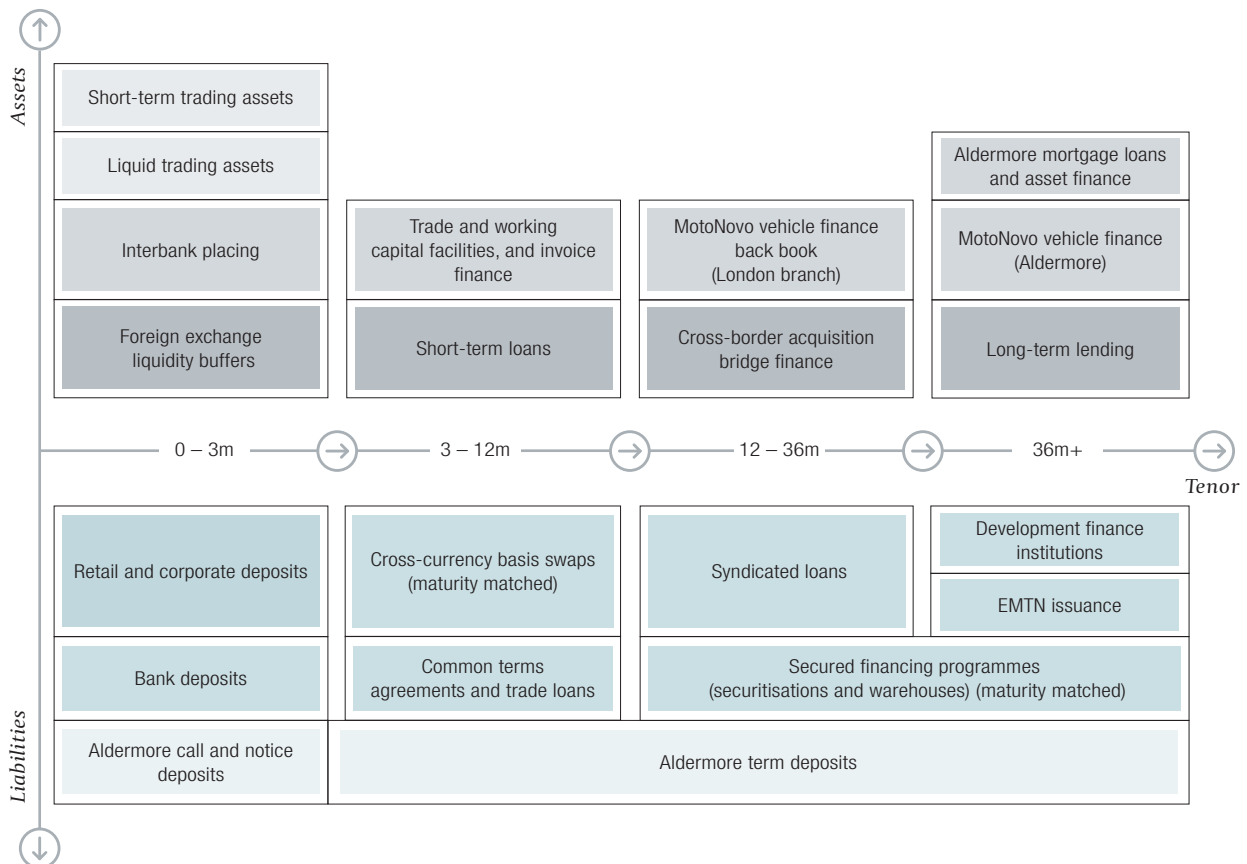 Assets
Short-term trading assets
Liquid trading assets
Interbank placing
Foreign exchange
liquidity buffers
Trade and working
capital facilities, and invoice
finance
Short-term loans
MotoNovo vehicle finance
back book
(London branch)
Cross-border acquisition
bridge finance
Aldermore mortgage loans
and asset finance
MotoNovo vehicle finance
(Aldermore)
Long-term lending
0 – 3m
3 – 12m
12 – 36m
36m+
Tenor
Liabilities
Retail and corporate deposits
Bank deposits
Aldermore call and notice
deposits
Cross-currency basis swaps
(maturity matched)
Common terms
agreements and trade loans
Syndicated loans
Development finance
institutions
EMTN issuance
Secured financing programmes
(securitisations and warehouses) (maturity matched)
Aldermore term deposits